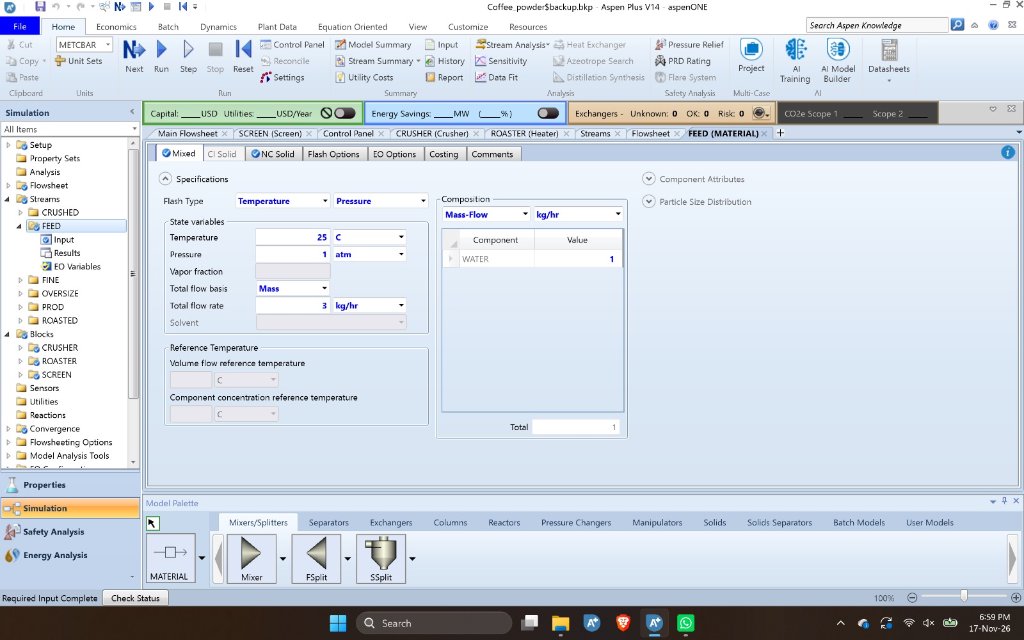 Coffee_powder$backup.bkp - Aspen Plus V14 - aspenONE
File Home Economics Batch Dynamics Plant Data Equation Oriented View Customize Resources Search Aspen Knowledge
Cut METCBAR Control Panel Model Summary Input Stream Analysis Heat Exchanger Pressure Relief
Copy Unit Sets Next Run Step Stop Reset Reconcile Stream Summary History Sensitivity Azeotrope Search PRD Rating Project AI Training AI Model Builder Datasheets
Paste Settings Utility Costs Report Data Fit Distillation Synthesis Flare System
Clipboard Units Run Summary Analysis Safety Analysis Multi-Case AI
Simulation
Capital: ____USD Utilities: ____USD/Year Energy Savings: ____MW (____%) Exchangers - Unknown: 0 OK: 0 Risk: 0 CO2e Scope 1 ____ Scope 2 ____
All Items
Main Flowsheet SCREEN (Screen) Control Panel CRUSHER (Crusher) ROASTER (Heater) Streams Flowsheet FEED (MATERIAL) +
Setup
Property Sets
Analysis
Flowsheet
Streams
CRUSHED
FEED
Input
Results
EO Variables
FINE
OVERSIZE
PROD
ROASTED
Blocks
CRUSHER
ROASTER
SCREEN
Sensors
Utilities
Reactions
Convergence
Flowsheeting Options
Model Analysis Tools
Properties
Simulation
Safety Analysis
Energy Analysis
Mixed CI Solid NC Solid Flash Options EO Options Costing Comments
Specifications
Flash Type Temperature Pressure
State variables
Temperature 25 C
Pressure 1 atm
Vapor fraction
Total flow basis Mass
Total flow rate 3 kg/hr
Solvent
Reference Temperature
Volume flow reference temperature
C
Component concentration reference temperature
C
Composition
Mass-Flow kg/hr
Component Value
WATER 1
Total 1
Component Attributes
Particle Size Distribution
Model Palette
Mixers/Splitters Separators Exchangers Columns Reactors Pressure Changers Manipulators Solids Solids Separators Batch Models User Models
MATERIAL Mixer FSplit SSplit
Required Input Complete Check Status 100%
Search
6:59 PM
17-Nov-26